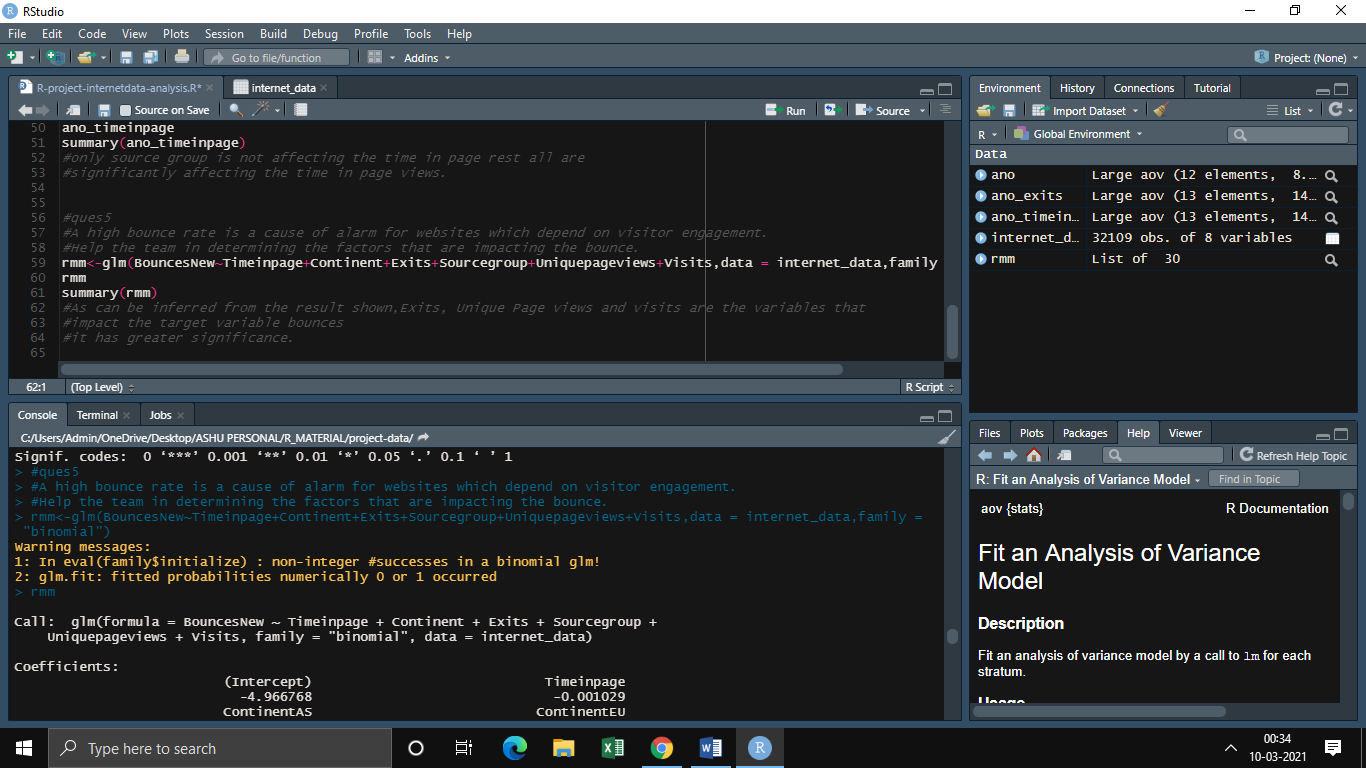 RStudio
File Edit Code View Plots Session Build Debug Profile Tools Help
Go to file/function Addins Project: (None)
R-project-internetdata-analysis.R* internet_data
Source on Save Run Source
50 ano_timeinpage
51 summary(ano_timeinpage)
52 #only source group is not affecting the time in page rest all are
53 #significantly affecting the time in page views.
54
55
56 #ques5
57 #A high bounce rate is a cause of alarm for websites which depend on visitor engagement.
58 #Help the team in determining the factors that are impacting the bounce.
59 rmm<-glm(BouncesNew~Timeinpage+Continent+Exits+Sourcegroup+Uniquepageviews+Visits,data = internet_data,family
60 rmm
61 summary(rmm)
62 #As can be inferred from the result shown,Exits, Unique Page views and visits are the variables that
63 #impact the target variable bounces
64 #it has greater significance.
65
62:1 (Top Level) R Script
Console Terminal Jobs
C:/Users/Admin/OneDrive/Desktop/ASHU PERSONAL/R_MATERIAL/project-data/
Signif. codes: 0 ‘***’ 0.001 ‘**’ 0.01 ‘*’ 0.05 ‘.’ 0.1 ‘ ’ 1
> #ques5
> #A high bounce rate is a cause of alarm for websites which depend on visitor engagement.
> #Help the team in determining the factors that are impacting the bounce.
> rmm<-glm(BouncesNew~Timeinpage+Continent+Exits+Sourcegroup+Uniquepageviews+Visits,data = internet_data,family =
"binomial")
Warning messages:
1: In eval(family$initialize) : non-integer #successes in a binomial glm!
2: glm.fit: fitted probabilities numerically 0 or 1 occurred
> rmm
Call: glm(formula = BouncesNew ~ Timeinpage + Continent + Exits + Sourcegroup +
Uniquepageviews + Visits, family = "binomial", data = internet_data)
Coefficients:
(Intercept) Timeinpage
-4.966768 -0.001029
ContinentAS ContinentEU
Environment History Connections Tutorial
Import Dataset List
R Global Environment
Data
ano Large aov (12 elements, 8.…
ano_exits Large aov (13 elements, 14…
ano_timein… Large aov (13 elements, 14…
internet_d… 32109 obs. of 8 variables
rmm List of 30
Files Plots Packages Help Viewer
Refresh Help Topic
R: Fit an Analysis of Variance Model Find in Topic
aov {stats} R Documentation
Fit an Analysis of Variance
Model
Description
Fit an analysis of variance model by a call to lm for each
stratum.
Usage
Type here to search
00:34
10-03-2021